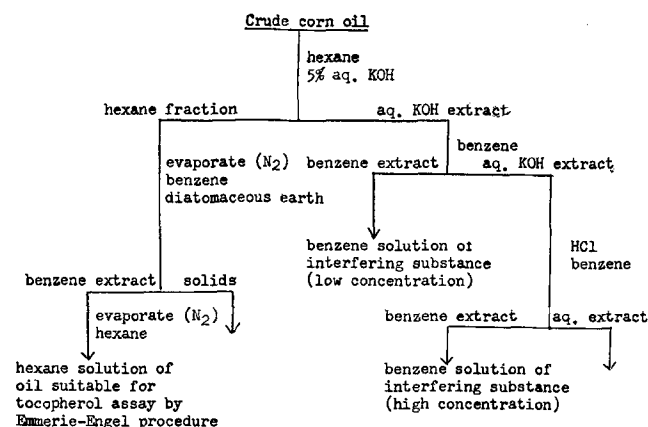 Crude corn oil
hexane
5% aq. KOH
hexane fraction
aq. KOH extract
evaporate (N2)
benzene
diatomaceous earth
benzene
benzene extract
aq. KOH extract
benzene solution of
interfering substance
(low concentration)
HCl
benzene
benzene extract
solids
evaporate (N2)
hexane
hexane solution of
oil suitable for
tocopherol assay by
Emmerie-Engel procedure
benzene extract
aq. extract
benzene solution of
interfering substance
(high concentration)